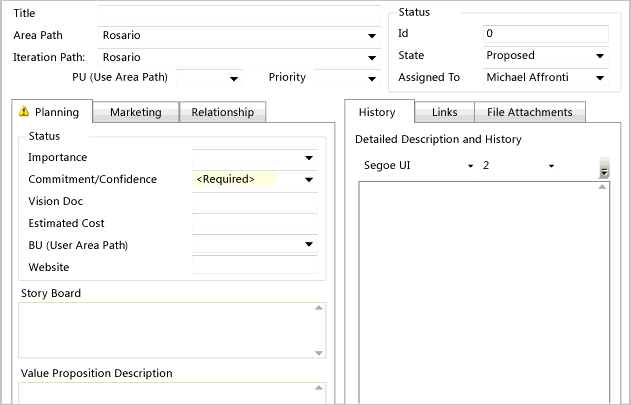 Title
Area Path Rosario
Iteration Path: Rosario
PU (Use Area Path) Priority
Status
Id 0
State Proposed
Assigned To Michael Affronti
Planning Marketing Relationship
Status
Importance
Commitment/Confidence <Required>
Vision Doc
Estimated Cost
BU (User Area Path)
Website
Story Board
Value Proposition Description
History Links File Attachments
Detailed Description and History
Segoe UI 2